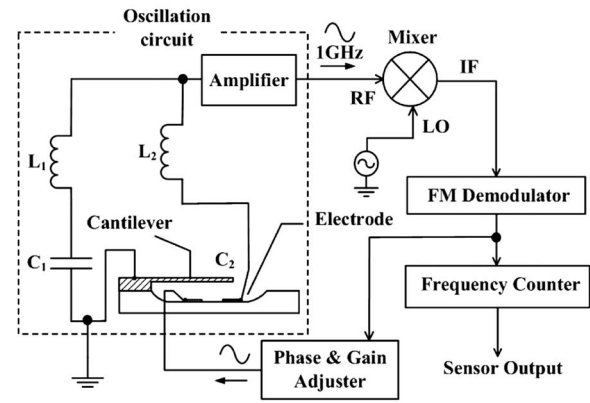 Oscillation
circuit
1GHz
Mixer
Amplifier
RF
IF
LO
L₁
L₂
FM Demodulator
Cantilever
Electrode
C₁
C₂
Frequency Counter
Phase & Gain
Adjuster
Sensor Output